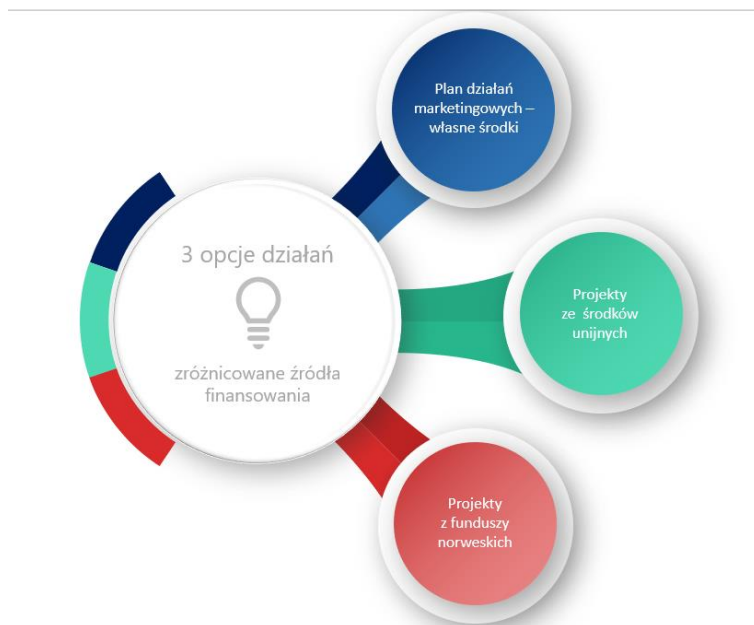 Plan działań
marketingowych –
własne środki
3 opcje działań
zróżnicowane źródła
finansowania
Projekty
ze środków
unijnych
Projekty
z funduszy
norweskich